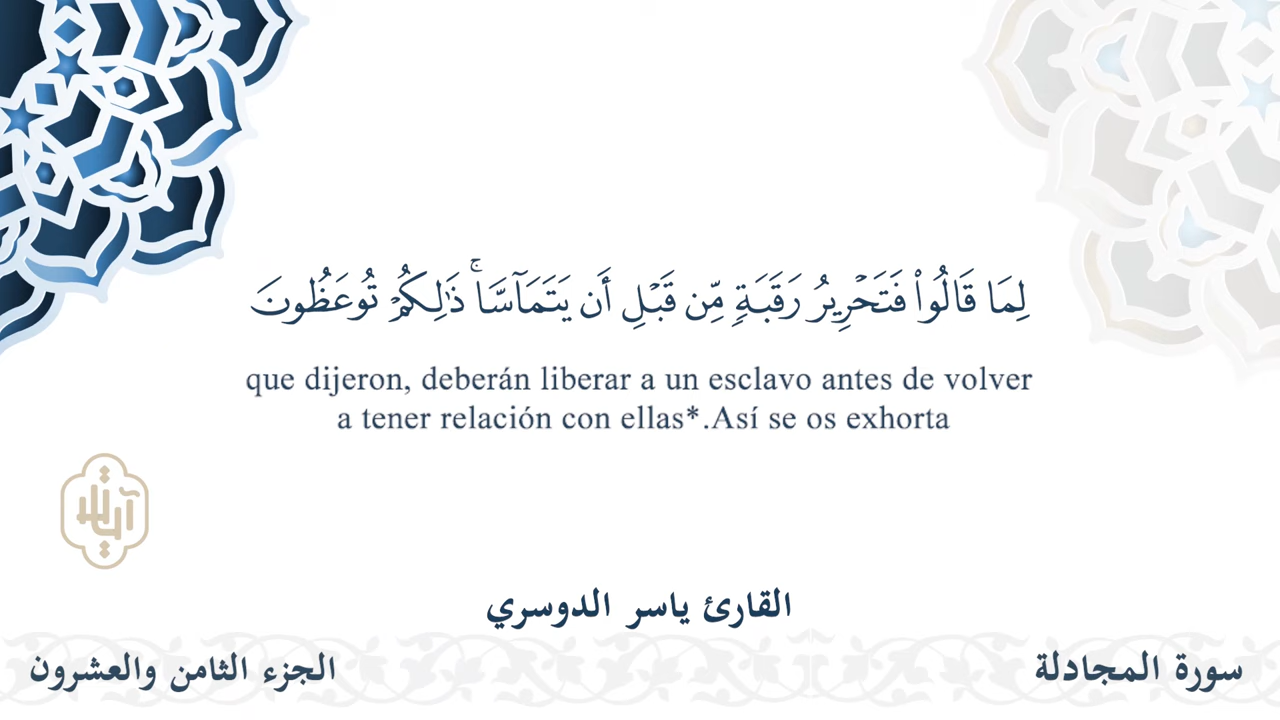 لِمَا قَالُوا۟ فَتَحْرِيرُ رَقَبَةٍ مِّن قَبْلِ أَن يَتَمَآسَّا ۚ ذَٰلِكُمْ تُوعَظُونَ
que dijeron, deberán liberar a un esclavo antes de volver
a tener relación con ellas*.Así se os exhorta
آيات
القارئ ياسر الدوسري
سورة المجادلة
الجزء الثامن والعشرون